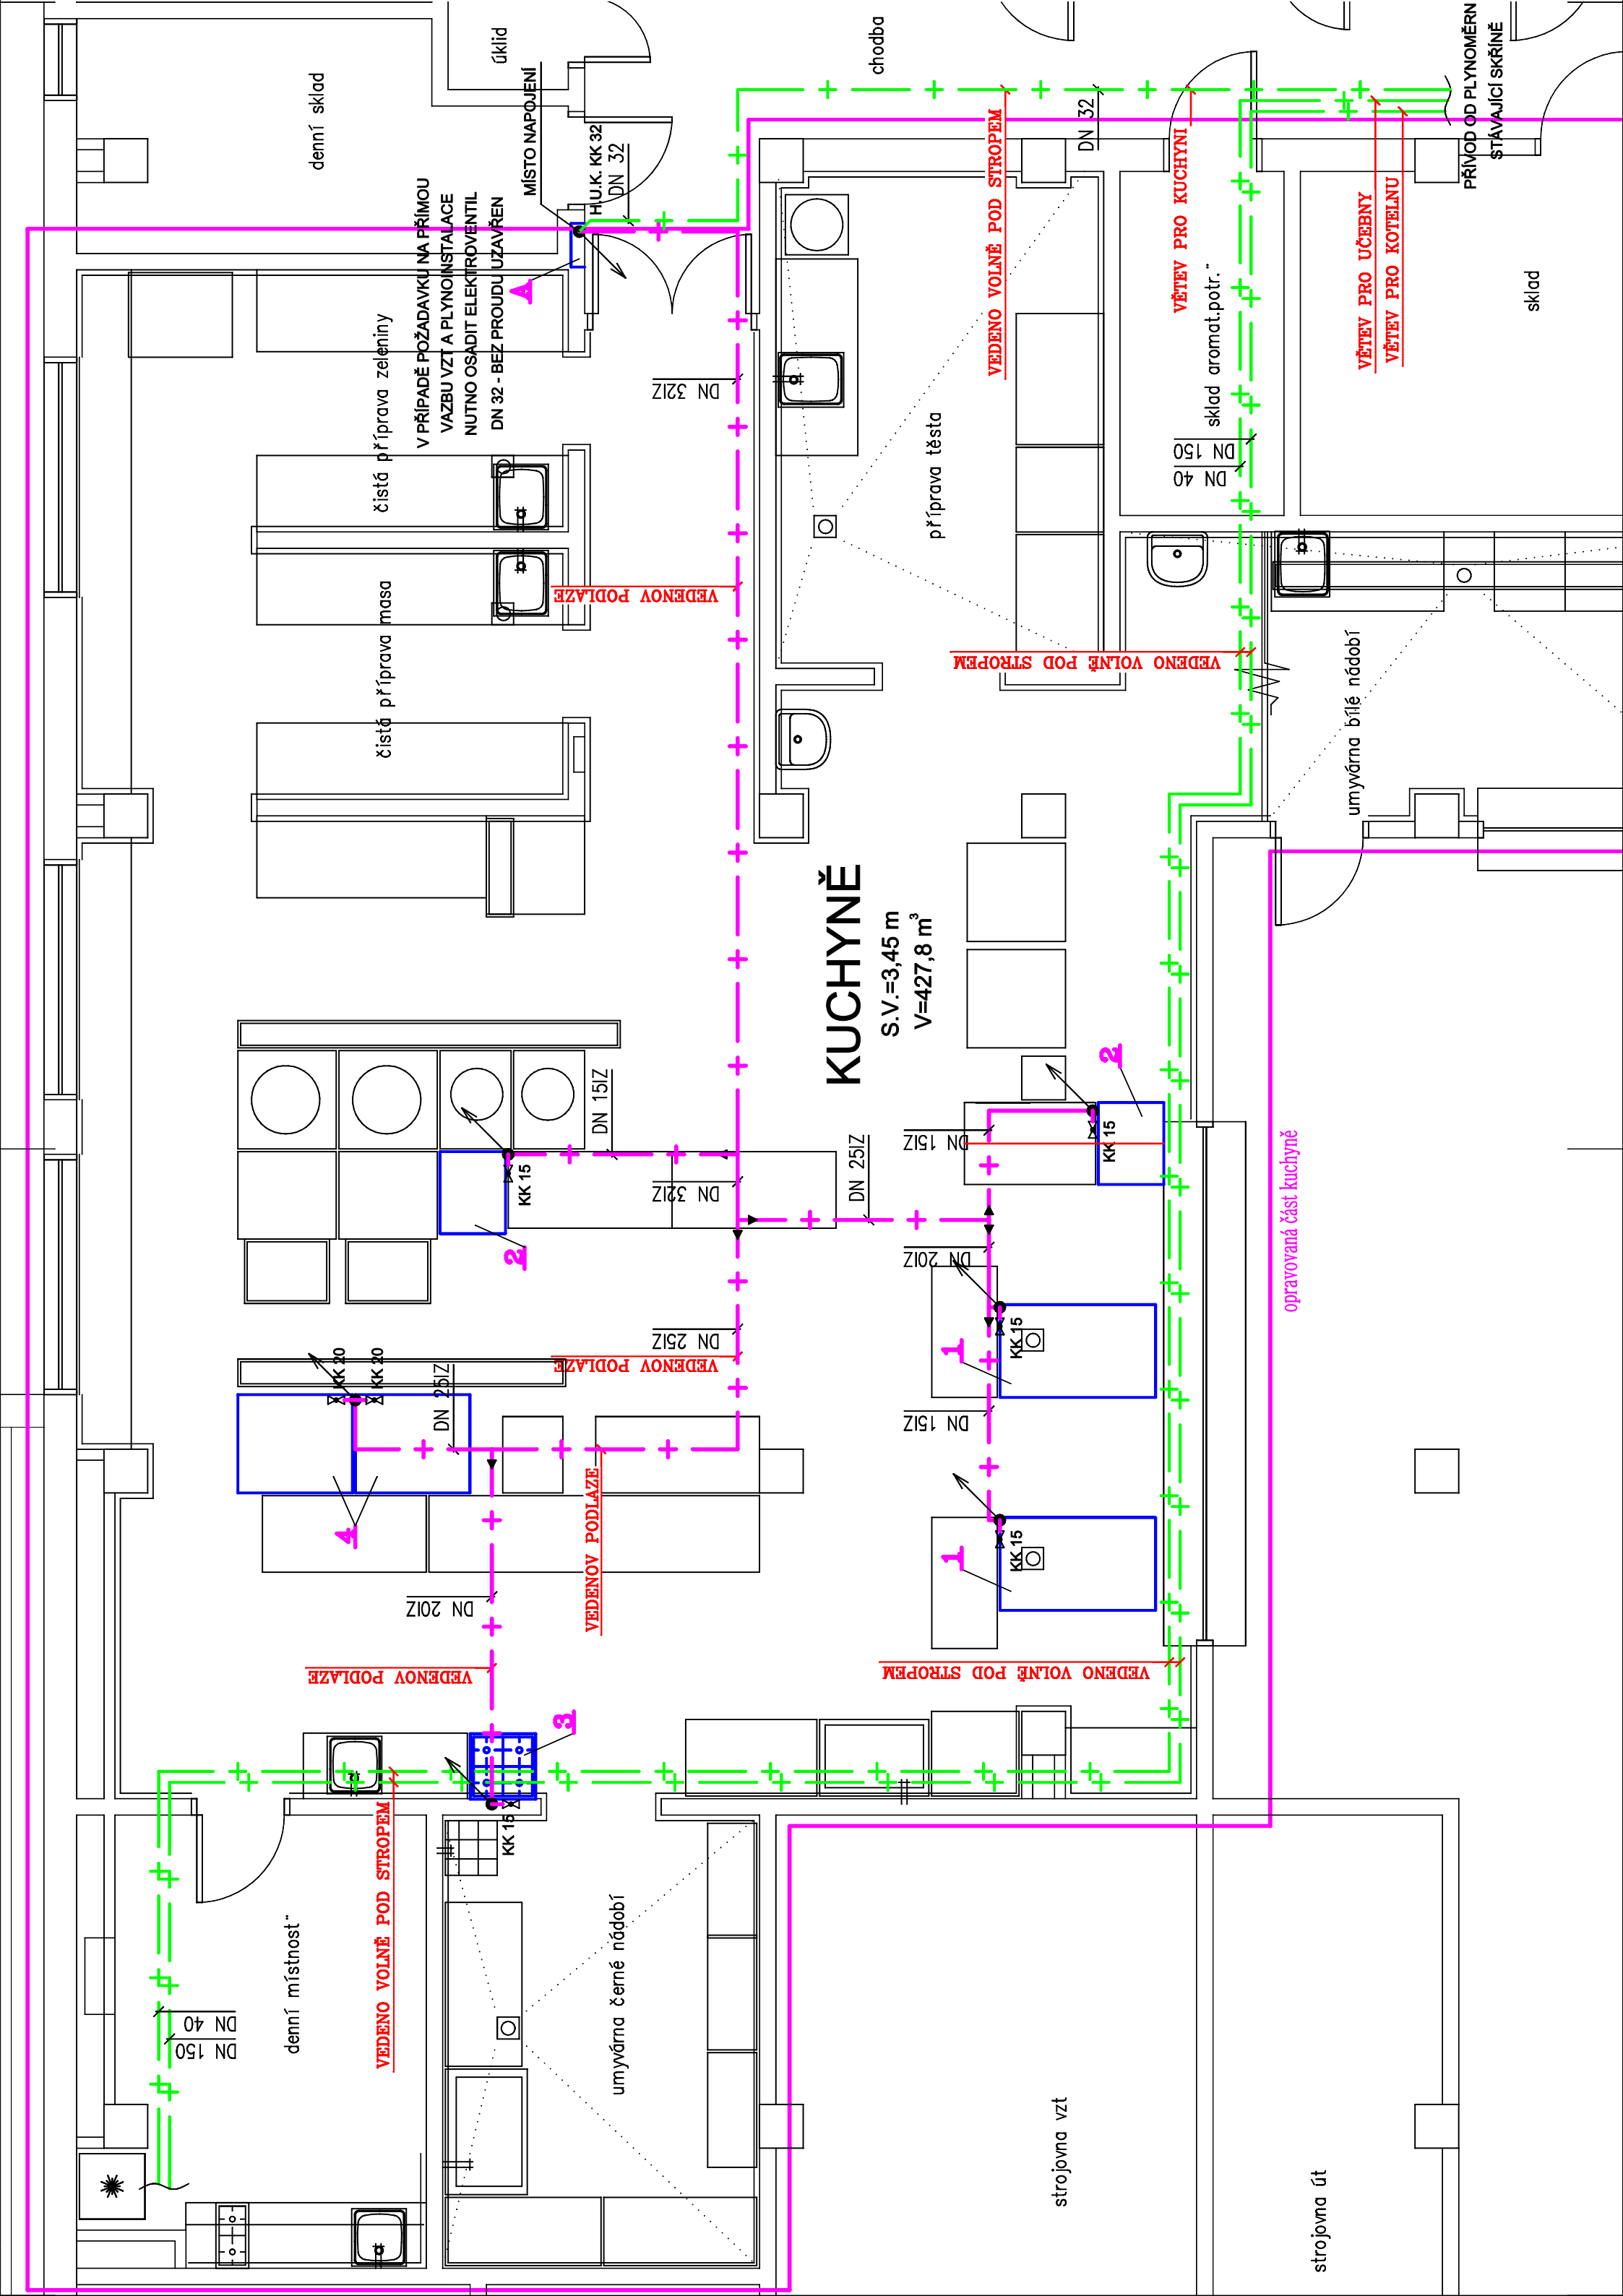 úklid
chodba
denní sklad
MÍSTO NAPOJENÍ
H.U.K. KK 32
DN 32
DN 32
PŘÍVOD OD PLYNOMĚRN
STÁVAJÍCÍ SKŘÍNĚ
VEDENO VOLNĚ POD STROPEM
VĚTEV PRO KUCHYNI
VĚTEV PRO UČEBNY
VĚTEV PRO KOTELNU
V PŘÍPADĚ POŽADAVKU NA PŘÍMOU
VAZBU VZT A PLYNOINSTALACE
NUTNO OSADIT ELEKTROVENTIL
DN 32 - BEZ PROUDU UZAVŘEN
A
sklad
sklad aromat.potr.¨
čistá příprava zeleniny
DN 32IZ
příprava těsta
DN 40
DN 150
čistá příprava masa
VEDENOV PODLAZE
VEDENO VOLNĚ POD STROPEM
umyvárna bílé nádobí
KUCHYNĚ
S.V.=3,45 m
V=427,8 m³
DN 15IZ
KK 15
2
DN 32IZ
DN 25IZ
DN 15IZ
KK 15
2
DN 20IZ
opravovaná část kuchyně
DN 25IZ
VEDENOV PODLAZE
KK 20
KK 20
DN 25IZ
KK 15
1
DN 15IZ
4
VEDENOV PODLAZE
KK 15
1
DN 20IZ
VEDENOV PODLAZE
VEDENO VOLNĚ POD STROPEM
3
KK 15
VEDENO VOLNĚ POD STROPEM
denní místnost¨
umyvárna černé nádobí
DN 40
DN 150
strojovna vzt
strojovna út